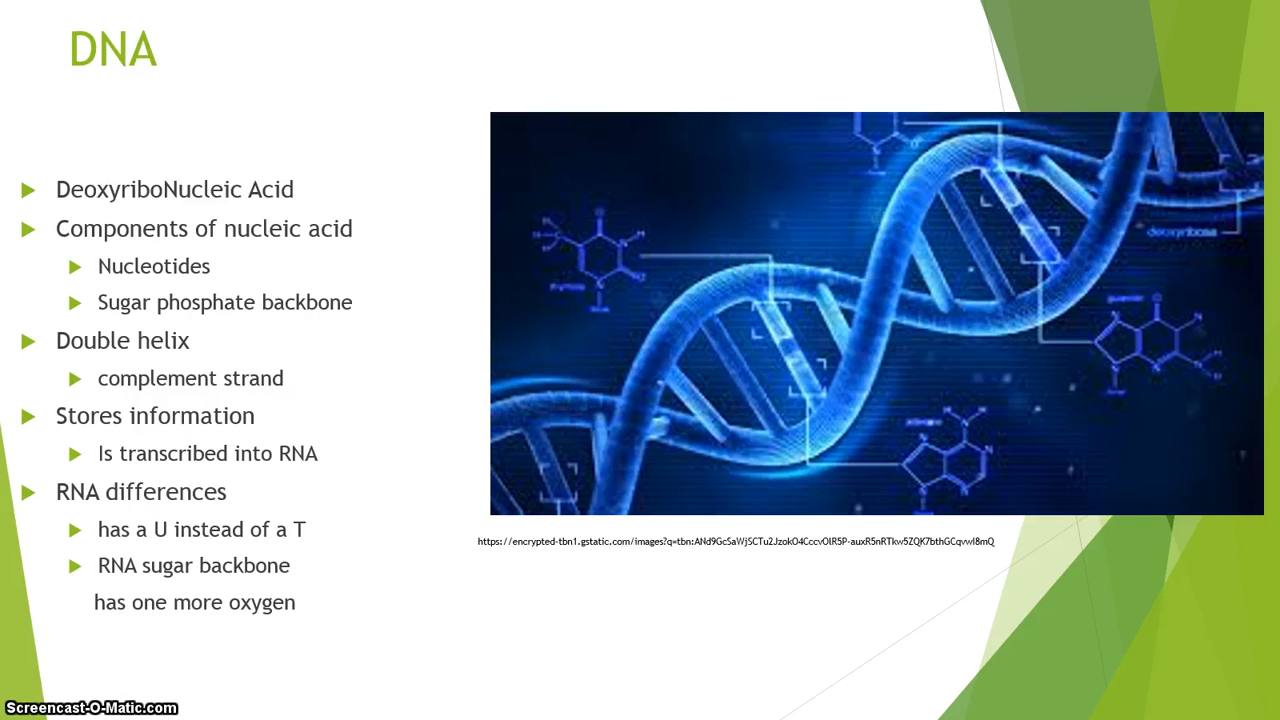 DNA
DeoxyriboNucleic Acid
Components of nucleic acid
Nucleotides
Sugar phosphate backbone
Double helix
complement strand
Stores information
Is transcribed into RNA
RNA differences
has a U instead of a T
RNA sugar backbone
has one more oxygen
deoxyribose
Screencast-O-Matic.com